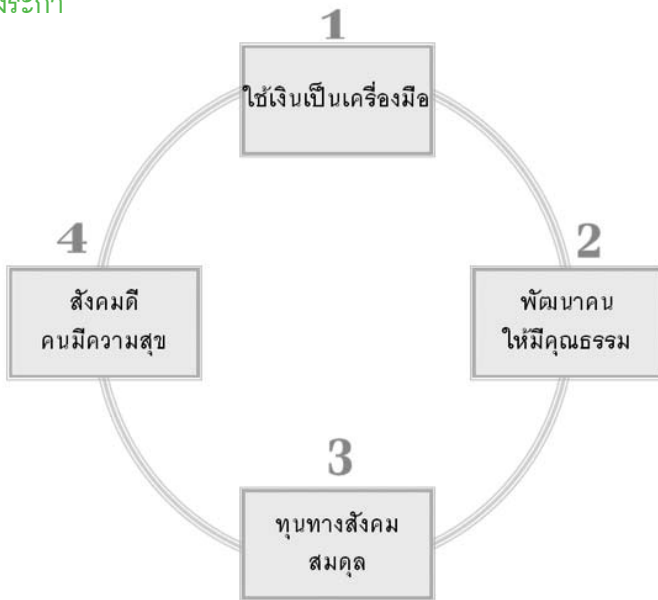 1
ใช้เงินเป็นเครื่องมือ
2
พัฒนาคน
ให้มีคุณธรรม
3
ทุนทางสังคม
สมดุล
4
สังคมดี
คนมีความสุข